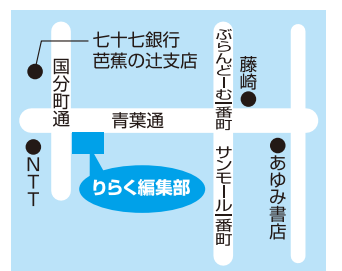 七十七銀行
芭蕉の辻支店
国分町通
ぶらんどーむ一番町
藤崎
青葉通
NTT
りらく編集部
サンモール一番町
あゆみ書店